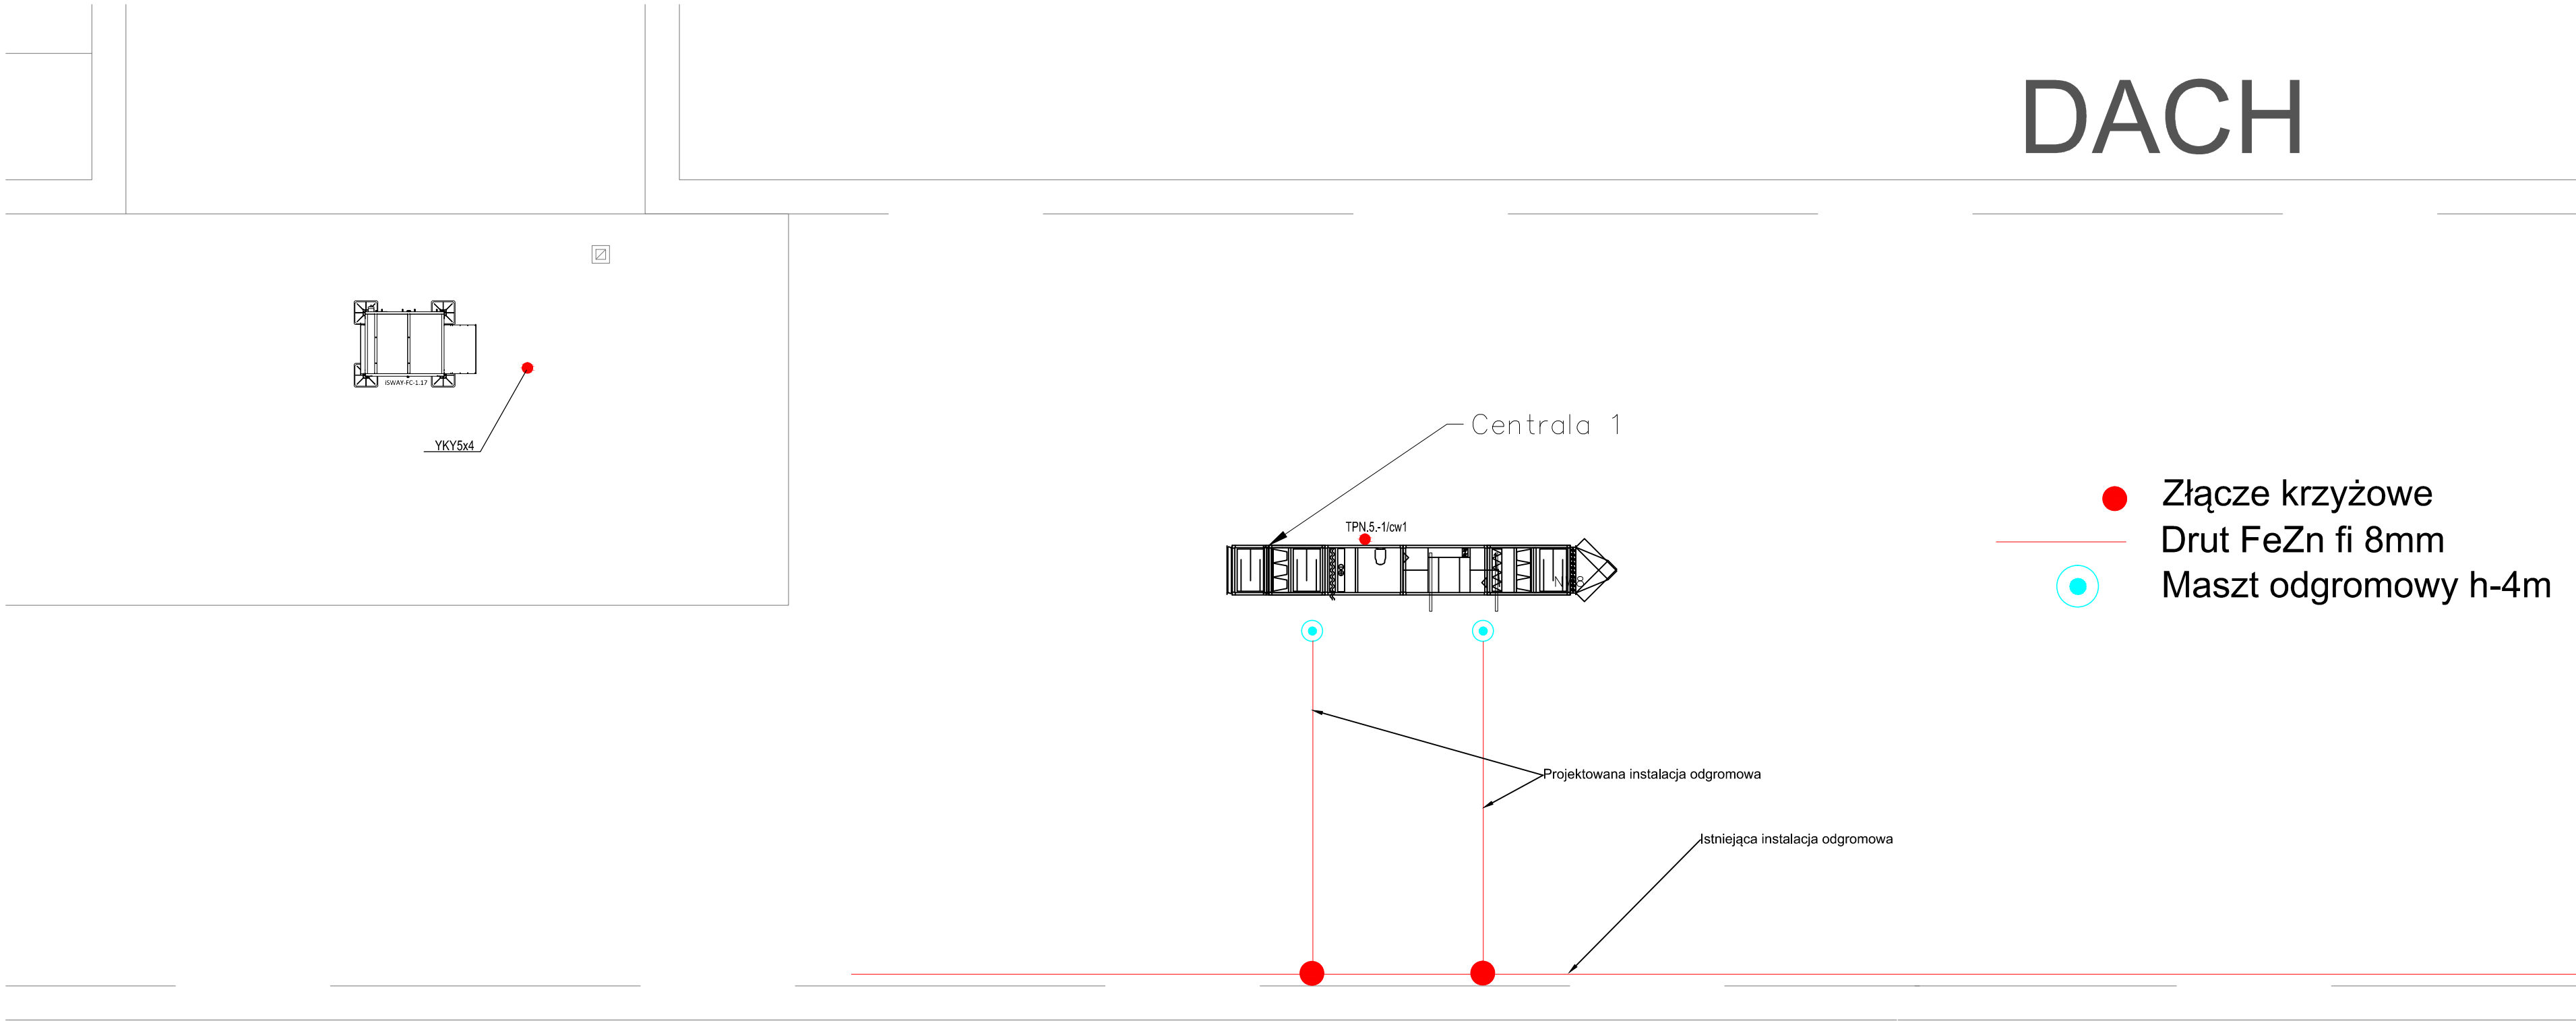 DACH
iSWAY-FC-1.17
YKY5x4
Centrala 1
TPN.5.-1/cw1
Złącze krzyżowe
Drut FeZn fi 8mm
Maszt odgromowy h-4m
Projektowana instalacja odgromowa
Istniejąca instalacja odgromowa